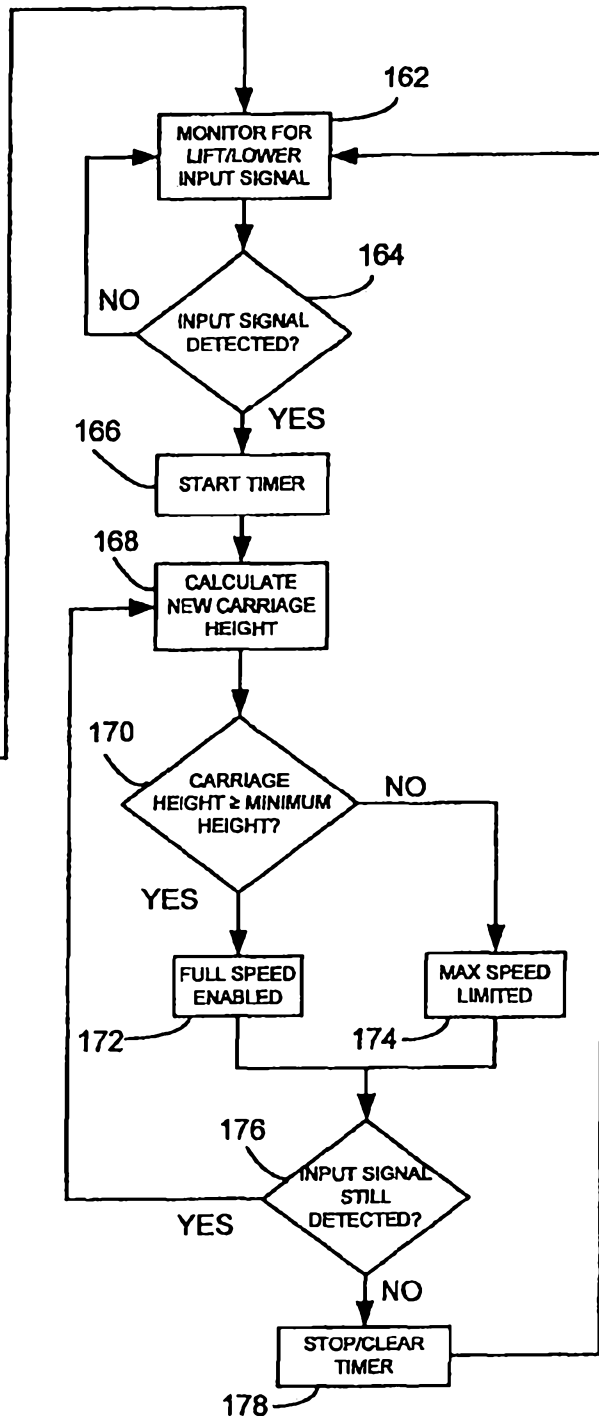 162
MONITOR FOR
LIFT/LOWER
INPUT SIGNAL
164
NO
INPUT SIGNAL
DETECTED?
YES
166
START TIMER
168
CALCULATE
NEW CARRIAGE
HEIGHT
170
CARRIAGE
HEIGHT ≥ MINIMUM
HEIGHT?
NO
YES
FULL SPEED
ENABLED
MAX SPEED
LIMITED
172
174
176
INPUT SIGNAL
STILL
DETECTED?
YES
NO
STOP/CLEAR
TIMER
178